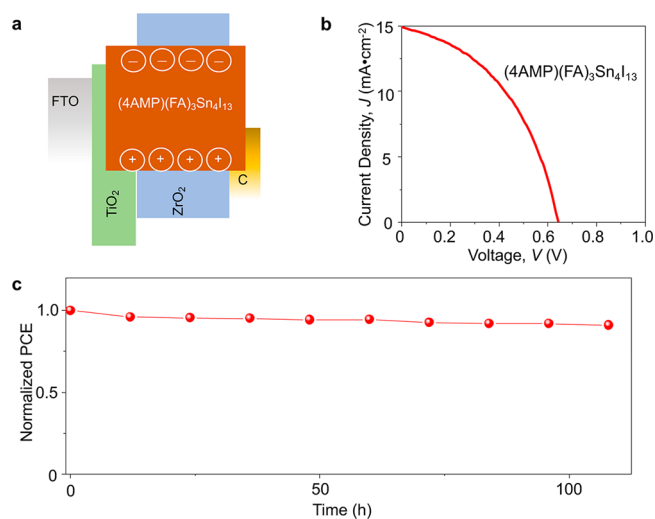 a
FTO
TiO₂
ZrO₂
C
− − − −
(4AMP)(FA)₃Sn₄I₁₃
+ + + +
b
Current Density, J (mA•cm⁻²)
15
10
5
0
0 0.2 0.4 0.6 0.8 1.0
Voltage, V (V)
(4AMP)(FA)₃Sn₄I₁₃
c
Normalized PCE
1.0
0.5
0
0 50 100
Time (h)